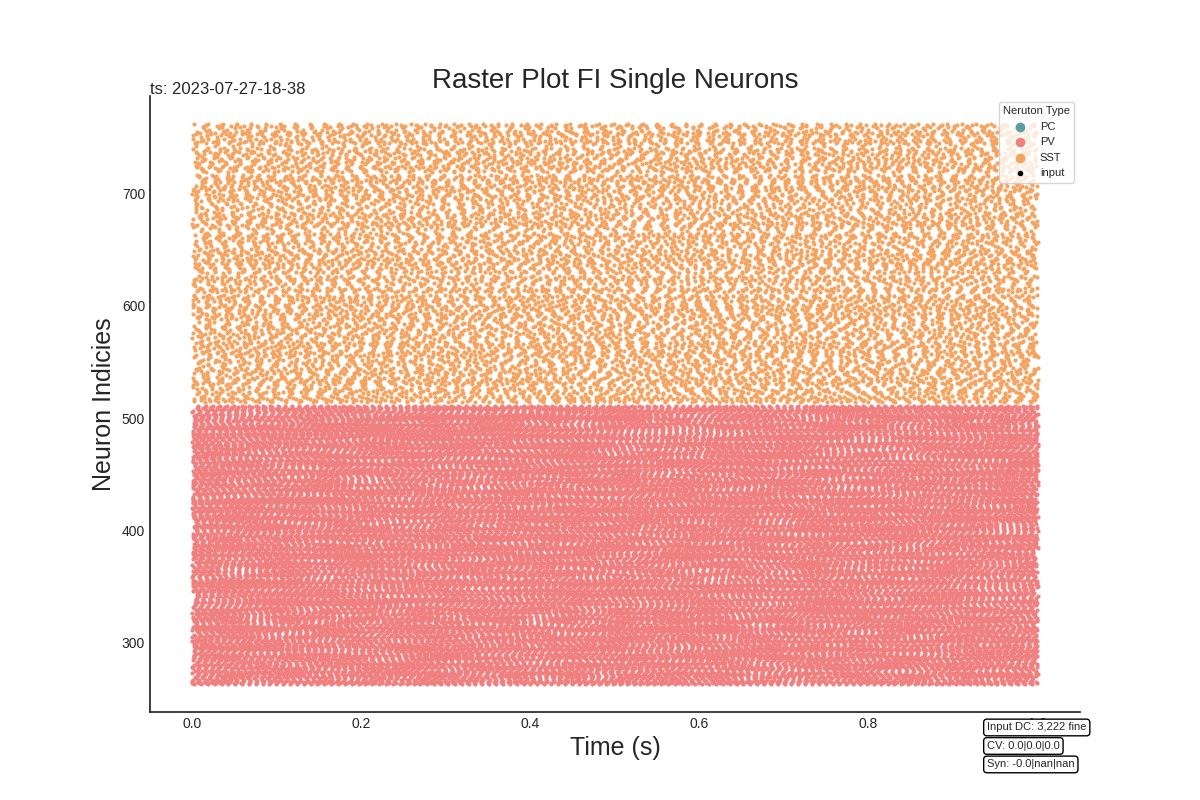 Raster Plot FI Single Neurons
ts: 2023-07-27-18-38
Neruton Type
PC
PV
SST
input
Neuron Indicies
700
600
500
400
300
0.0 0.2 0.4 0.6 0.8
Time (s)
Input DC: 3,222 fine
CV: 0.0|0.0|0.0
Syn: -0.0|nan|nan